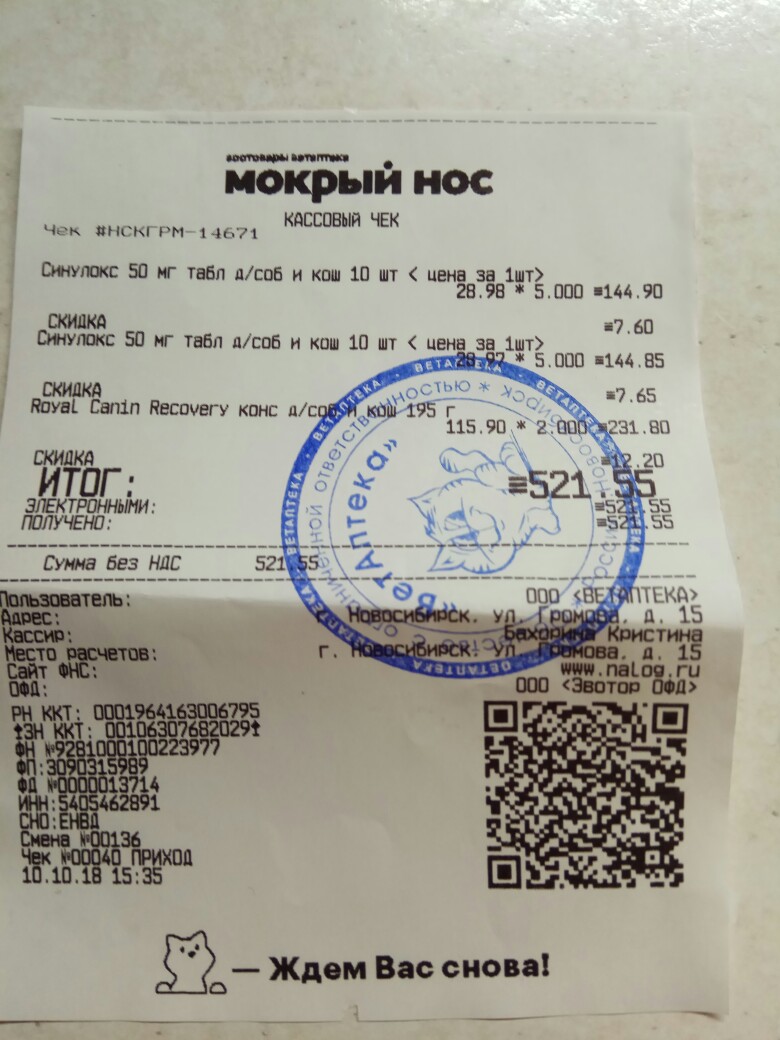 зоотовары ветаптека
мокрый нос
КАССОВЫЙ ЧЕК
Чек #НСКГРМ-14671
Синулокс 50 мг табл д/соб и кош 10 шт < цена за 1шт>
28.98 * 5.000 ≡144.90
СКИДКА ≡7.60
Синулокс 50 мг табл д/соб и кош 10 шт < цена за 1шт>
28.97 * 5.000 ≡144.85
СКИДКА ≡7.65
Royal Canin Recovery конс д/соб и кош 195 г
115.90 * 2.000 ≡231.80
СКИДКА ≡12.20
ИТОГ: ≡521.55
ЭЛЕКТРОННЫМИ: ≡521.55
ПОЛУЧЕНО: ≡521.55
Сумма без НДС 521.55
Пользователь: ООО <ВЕТАПТЕКА>
Адрес: г. Новосибирск. ул. Громова, д. 15
Кассир: Бахорина Кристина
Место расчетов: г. Новосибирск. ул. Громова, д. 15
Сайт ФНС: www.nalog.ru
ОФД: ООО <Эвотор ОФД>
РН ККТ: 0001964163006795
ЗН ККТ: 00106307682029
ФН №9281000100223977
ФП:3090315989
ФД №0000013714
ИНН:5405462891
СНО:ЕНВД
Смена №00136
Чек №00040 ПРИХОД
10.10.18 15:35
— Ждем Вас снова!
ВЕТАПТЕКА · ВЕТАПТЕКА · ВЕТАПТЕКА
с ограниченной ответственностью *
«ВетАптека»